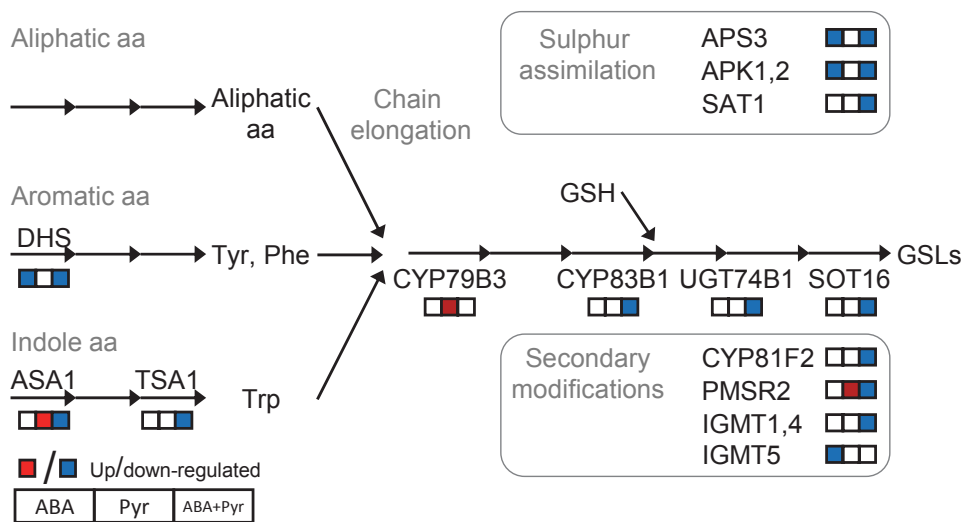 Aliphatic aa
Aliphatic
aa
Chain
elongation
Sulphur
assimilation
APS3
APK1,2
SAT1
Aromatic aa
DHS
Tyr, Phe
GSH
GSLs
CYP79B3
CYP83B1
UGT74B1
SOT16
Indole aa
ASA1
TSA1
Trp
Secondary
modifications
CYP81F2
PMSR2
IGMT1,4
IGMT5
/ Up/down-regulated
ABA
Pyr
ABA+Pyr